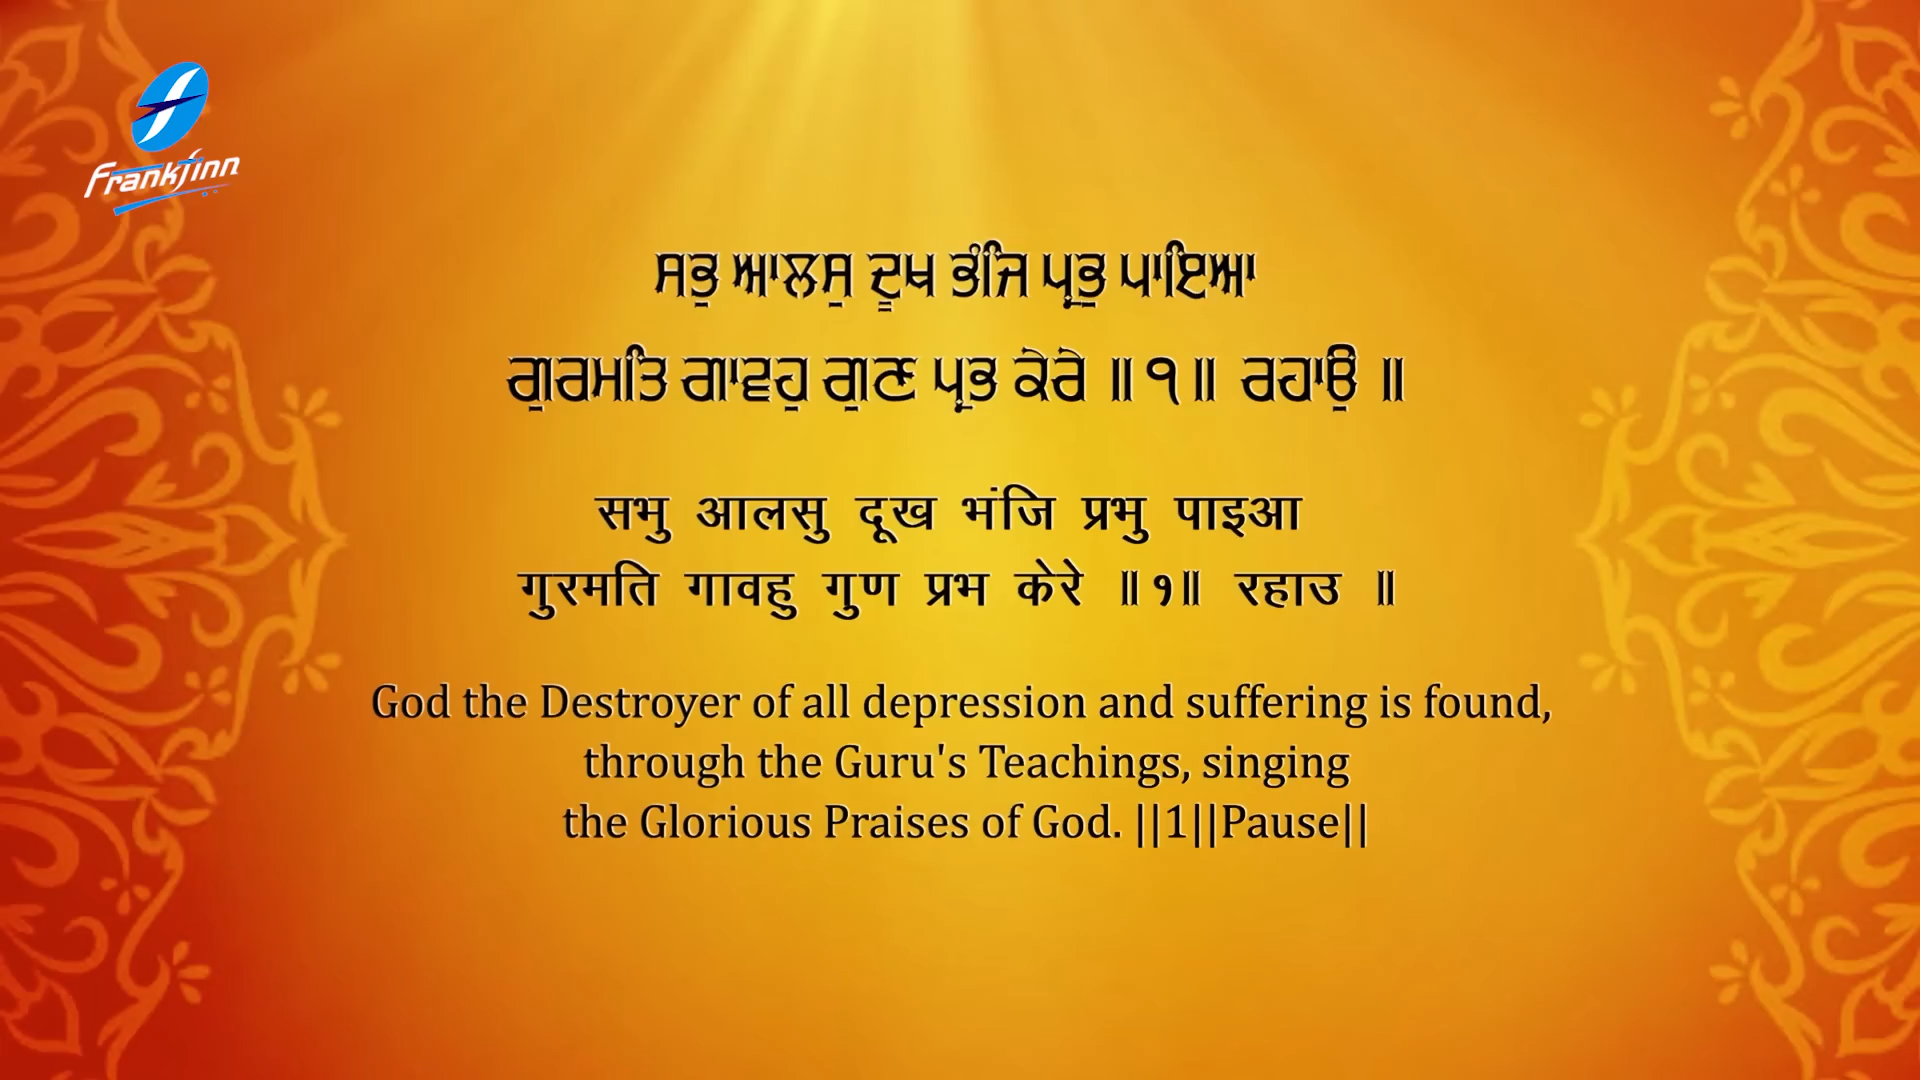 Frankfinn
ਸਭੁ ਆਲਸੁ ਦੂਖ ਭੰਜਿ ਪ੍ਰਭੁ ਪਾਇਆ
ਗੁਰਮਤਿ ਗਾਵਹੁ ਗੁਣ ਪ੍ਰਭ ਕੇਰੇ ॥੧॥ ਰਹਾਉ ॥
सभु आलसु दूख भंजि प्रभु पाइआ
गुरमति गावहु गुण प्रभ केरे ॥१॥ रहाउ ॥
God the Destroyer of all depression and suffering is found,
through the Guru's Teachings, singing
the Glorious Praises of God. ||1||Pause||